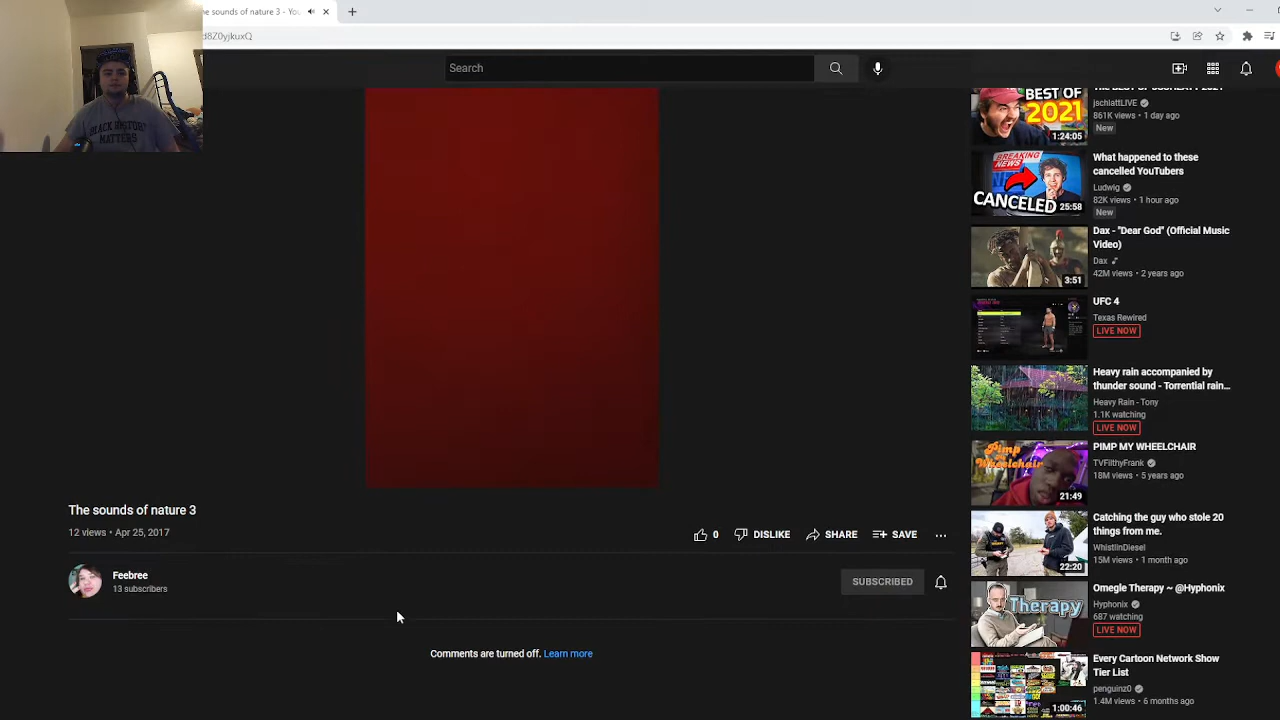 The sounds of nature 3 - You
d8Z0yjkuxQ
Search
jschlattLIVE
861K views • 1 day ago
New
BEST OF
2021
1:24:05
What happened to these
cancelled YouTubers
Ludwig
82K views • 1 hour ago
New
BREAKING
NEWS
CANCELED
25:58
Dax - "Dear God" (Official Music
Video)
Dax
42M views • 2 years ago
3:51
UFC 4
Texas Rewired
LIVE NOW
Heavy rain accompanied by
thunder sound - Torrential rain...
Heavy Rain - Tony
1.1K watching
LIVE NOW
PIMP MY WHEELCHAIR
TVFilthyFrank
18M views • 5 years ago
Pimp
Wheelchair
21:49
Catching the guy who stole 20
things from me.
WhistlinDiesel
15M views • 1 month ago
22:20
Omegle Therapy ~ @Hyphonix
Hyphonix
687 watching
LIVE NOW
Therapy
Every Cartoon Network Show
Tier List
penguinz0
1.4M views • 6 months ago
1:00:46
The sounds of nature 3
12 views • Apr 25, 2017
0
DISLIKE
SHARE
SAVE
Feebree
13 subscribers
SUBSCRIBED
Comments are turned off. Learn more
BLACK HISTORY
MATTERS